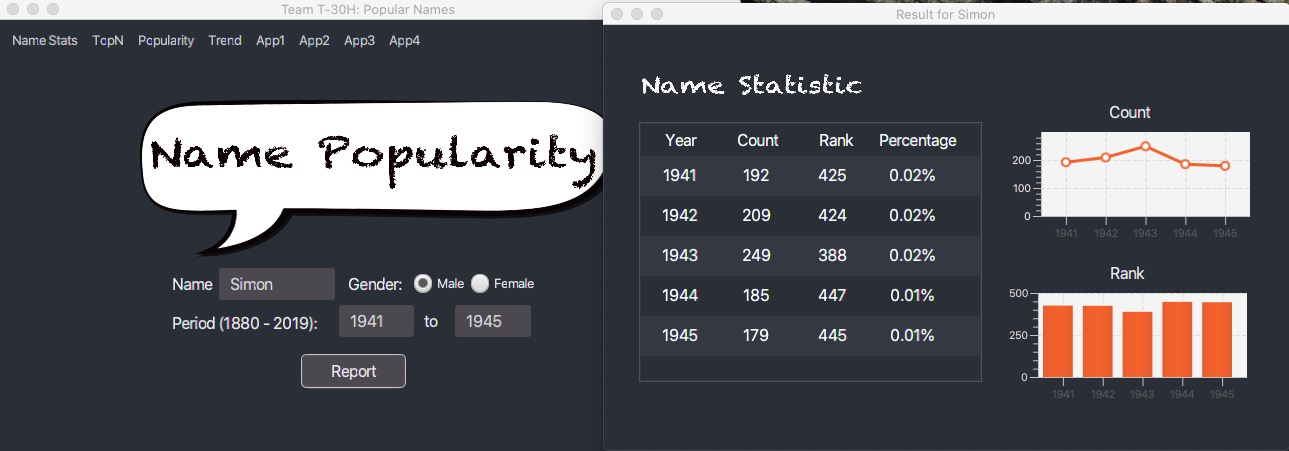 Team T-30H: Popular Names
Name Stats TopN Popularity Trend App1 App2 App3 App4
Name Popularity
Name Simon Gender: Male Female
Period (1880 - 2019): 1941 to 1945
Report
Result for Simon
Name Statistic
Year Count Rank Percentage
1941 192 425 0.02%
1942 209 424 0.02%
1943 249 388 0.02%
1944 185 447 0.01%
1945 179 445 0.01%
Count
200
100
0
1941 1942 1943 1944 1945
Rank
500
250
0
1941 1942 1943 1944 1945